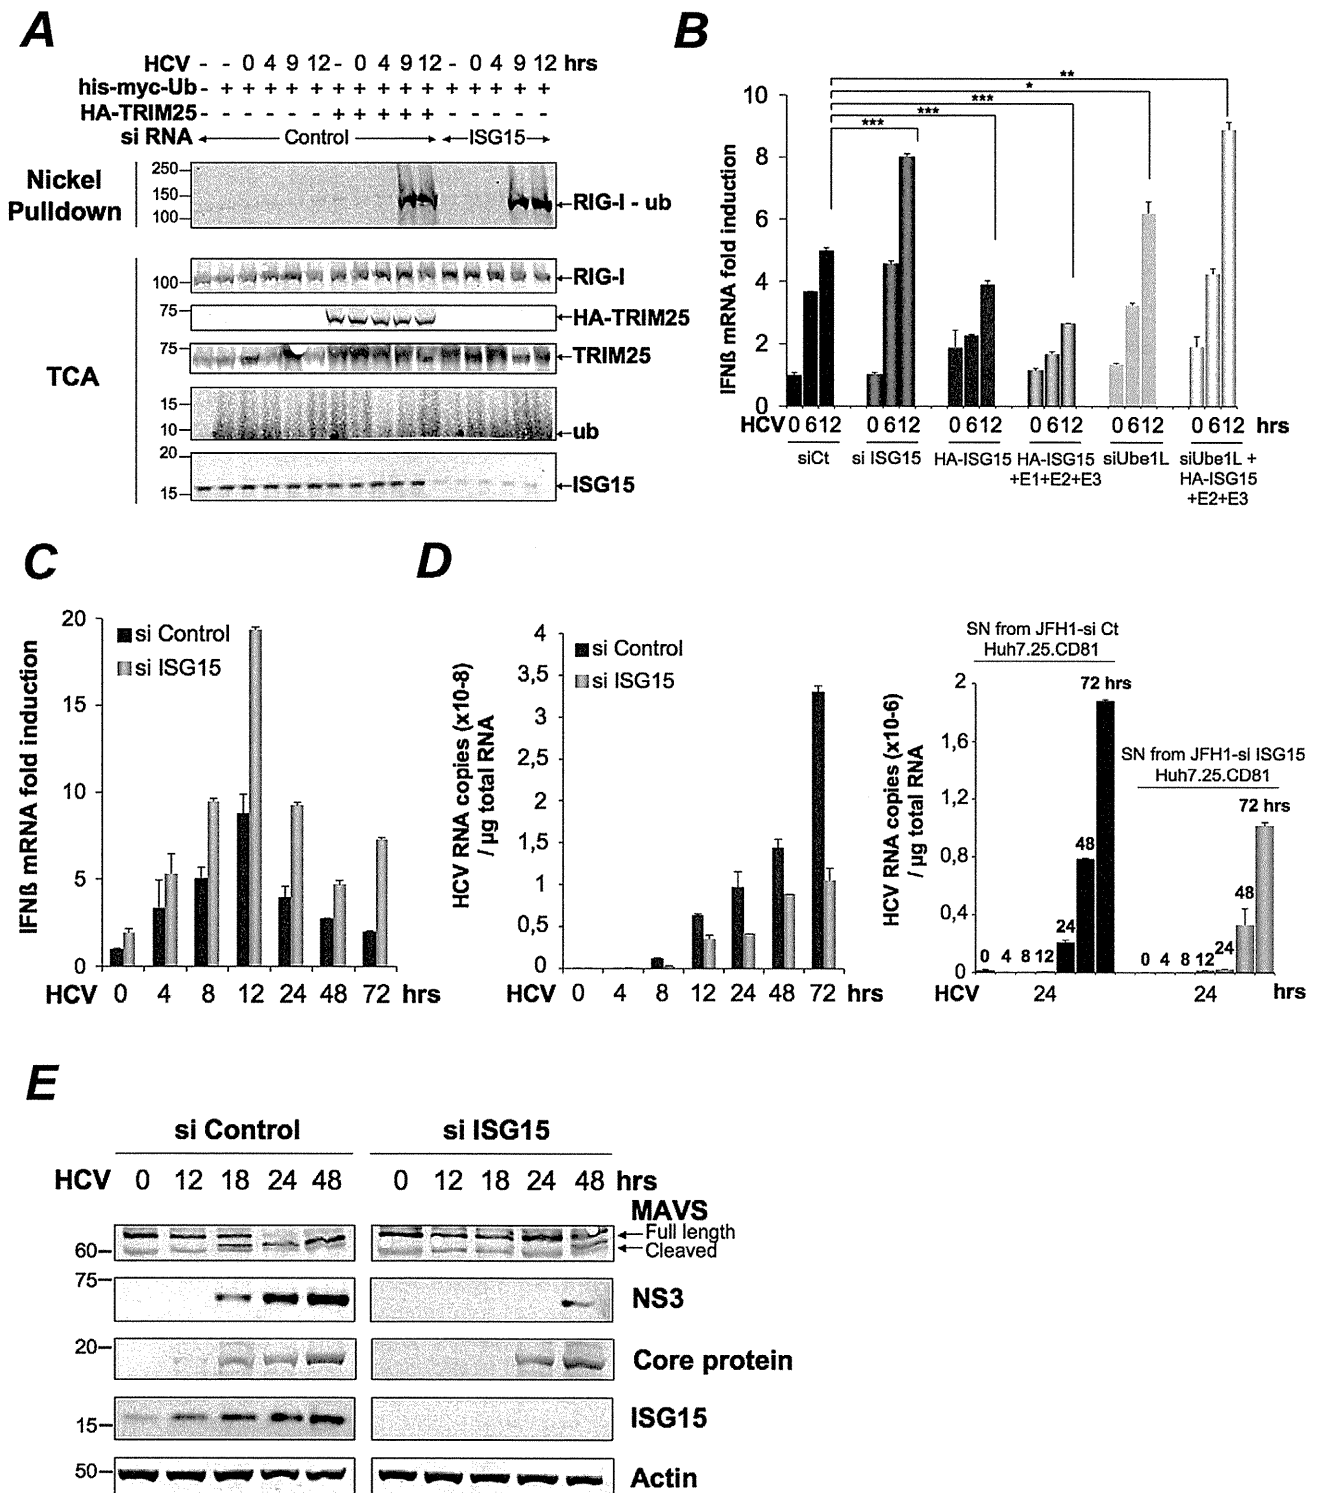 A
HCV - - 0 4 9 12 - 0 4 9 12 - 0 4 9 12 hrs
his-myc-Ub - + + + + + + + + + + + + + + +
HA-TRIM25 - - - - - - + + + + + - - - - -
si RNA Control ISG15
Nickel
Pulldown
250
150
100
RIG-I - ub
TCA
100
RIG-I
75
HA-TRIM25
75
TRIM25
15
10
ub
20
15
ISG15
B
IFNß mRNA fold induction
10
8
6
4
2
0
***
***
***
*
**
HCV 0 6 12 0 6 12 0 6 12 0 6 12 0 6 12 0 6 12 hrs
siCt
si ISG15
HA-ISG15
HA-ISG15
+E1+E2+E3
siUbe1L
siUbe1L +
HA-ISG15
+E2+E3
C
IFNß mRNA fold induction
20
15
10
5
0
si Control
si ISG15
HCV 0 4 8 12 24 48 72 hrs
D
HCV RNA copies (x10-8)
/ µg total RNA
4
3,5
3
2,5
2
1,5
1
0,5
0
si Control
si ISG15
HCV 0 4 8 12 24 48 72 hrs
HCV RNA copies (x10-6)
/ µg total RNA
2
1,6
1,2
0,8
0,4
0
SN from JFH1-si Ct
Huh7.25.CD81
72 hrs
48
24
0 4 8 12
SN from JFH1-si ISG15
Huh7.25.CD81
72 hrs
48
24
0 4 8 12
HCV 24 24 hrs
E
si Control si ISG15
HCV 0 12 18 24 48 0 12 18 24 48 hrs
MAVS
Full length
Cleaved
60
75
NS3
20
Core protein
15
ISG15
50
Actin